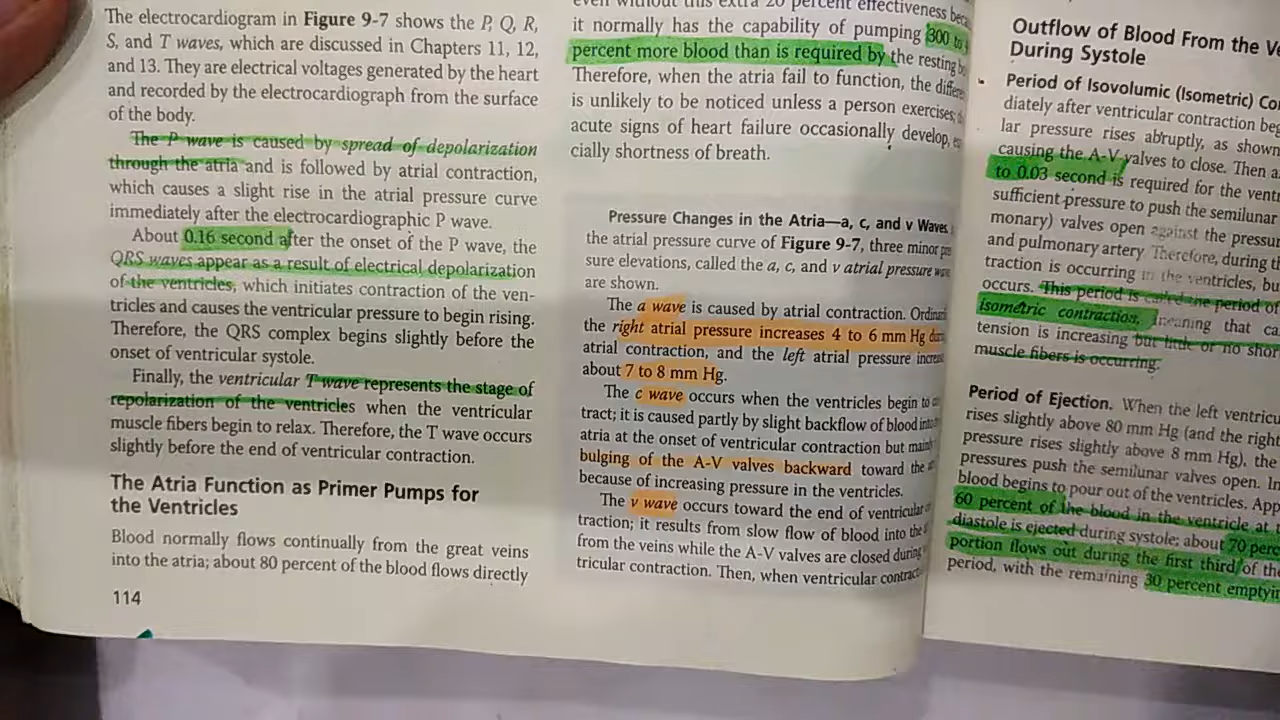 The electrocardiogram in Figure 9-7 shows the P, Q, R,
S, and T waves, which are discussed in Chapters 11, 12,
and 13. They are electrical voltages generated by the heart
and recorded by the electrocardiograph from the surface
of the body.
The P wave is caused by spread of depolarization
through the atria and is followed by atrial contraction,
which causes a slight rise in the atrial pressure curve
immediately after the electrocardiographic P wave.
About 0.16 second after the onset of the P wave, the
QRS waves appear as a result of electrical depolarization
of the ventricles, which initiates contraction of the ven-
tricles and causes the ventricular pressure to begin rising.
Therefore, the QRS complex begins slightly before the
onset of ventricular systole.
Finally, the ventricular T wave represents the stage of
repolarization of the ventricles when the ventricular
muscle fibers begin to relax. Therefore, the T wave occurs
slightly before the end of ventricular contraction.
The Atria Function as Primer Pumps for
the Ventricles
Blood normally flows continually from the great veins
into the atria; about 80 percent of the blood flows directly
114
even without this extra 20 percent effectiveness
it normally has the capability of pumping 300 to
percent more blood than is required by the resting
Therefore, when the atria fail to function, the
is unlikely to be noticed unless a person exercises;
acute signs of heart failure occasionally develop,
cially shortness of breath.
Pressure Changes in the Atria—a, c, and v Waves.
the atrial pressure curve of Figure 9-7, three minor
sure elevations, called the a, c, and v atrial pressure
are shown.
The a wave is caused by atrial contraction.
the right atrial pressure increases 4 to 6 mm Hg
atrial contraction, and the left atrial pressure
about 7 to 8 mm Hg.
The c wave occurs when the ventricles begin to
tract; it is caused partly by slight backflow of blood
atria at the onset of ventricular contraction but
bulging of the A-V valves backward toward the
because of increasing pressure in the ventricles.
The v wave occurs toward the end of ventricular
traction; it results from slow flow of blood into the
from the veins while the A-V valves are closed during
tricular contraction. Then, when ventricular
Outflow of Blood From the
During Systole
Period of Isovolumic (Isometric)
diately after ventricular contraction
lar pressure rises abruptly, as shown
causing the A-V valves to close. Then
to 0.03 second is required for the
sufficient pressure to push the semilunar
monary) valves open against the
and pulmonary artery Therefore, during
traction is occurring in the ventricles, but
occurs. This period is called the period of
isometric contraction, meaning that
tension is increasing but little or no
muscle fibers is occurring.
Period of Ejection. When the left
rises slightly above 80 mm Hg (and the right
pressure rises slightly above 8 mm Hg), the
pressures push the semilunar valves open.
blood begins to pour out of the ventricles.
60 percent of the blood in the ventricle at
diastole is ejected during systole; about 70
portion flows out during the first third of the
period, with the remaining 30 percent